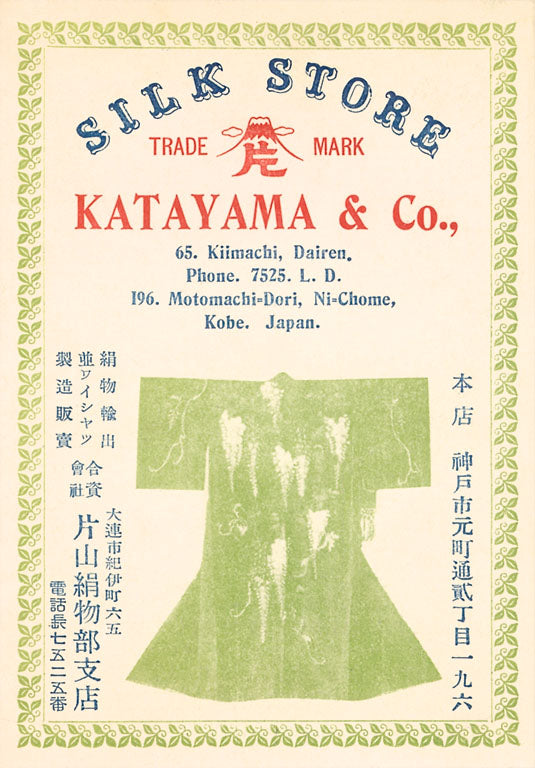 SILK STORE
TRADE 片 MARK
KATAYAMA & Co.,
65. Kiimachi, Dairen.
Phone. 7525. L. D.
196. Motomachi=Dori, Ni=Chome,
Kobe. Japan.
本店 神戸市元町通貳丁目一九六
絹物輸出
並ワイシャツ
製造販賣
合資
會社
大連市紀伊町六五
片山絹物部支店
電話長七五二五番